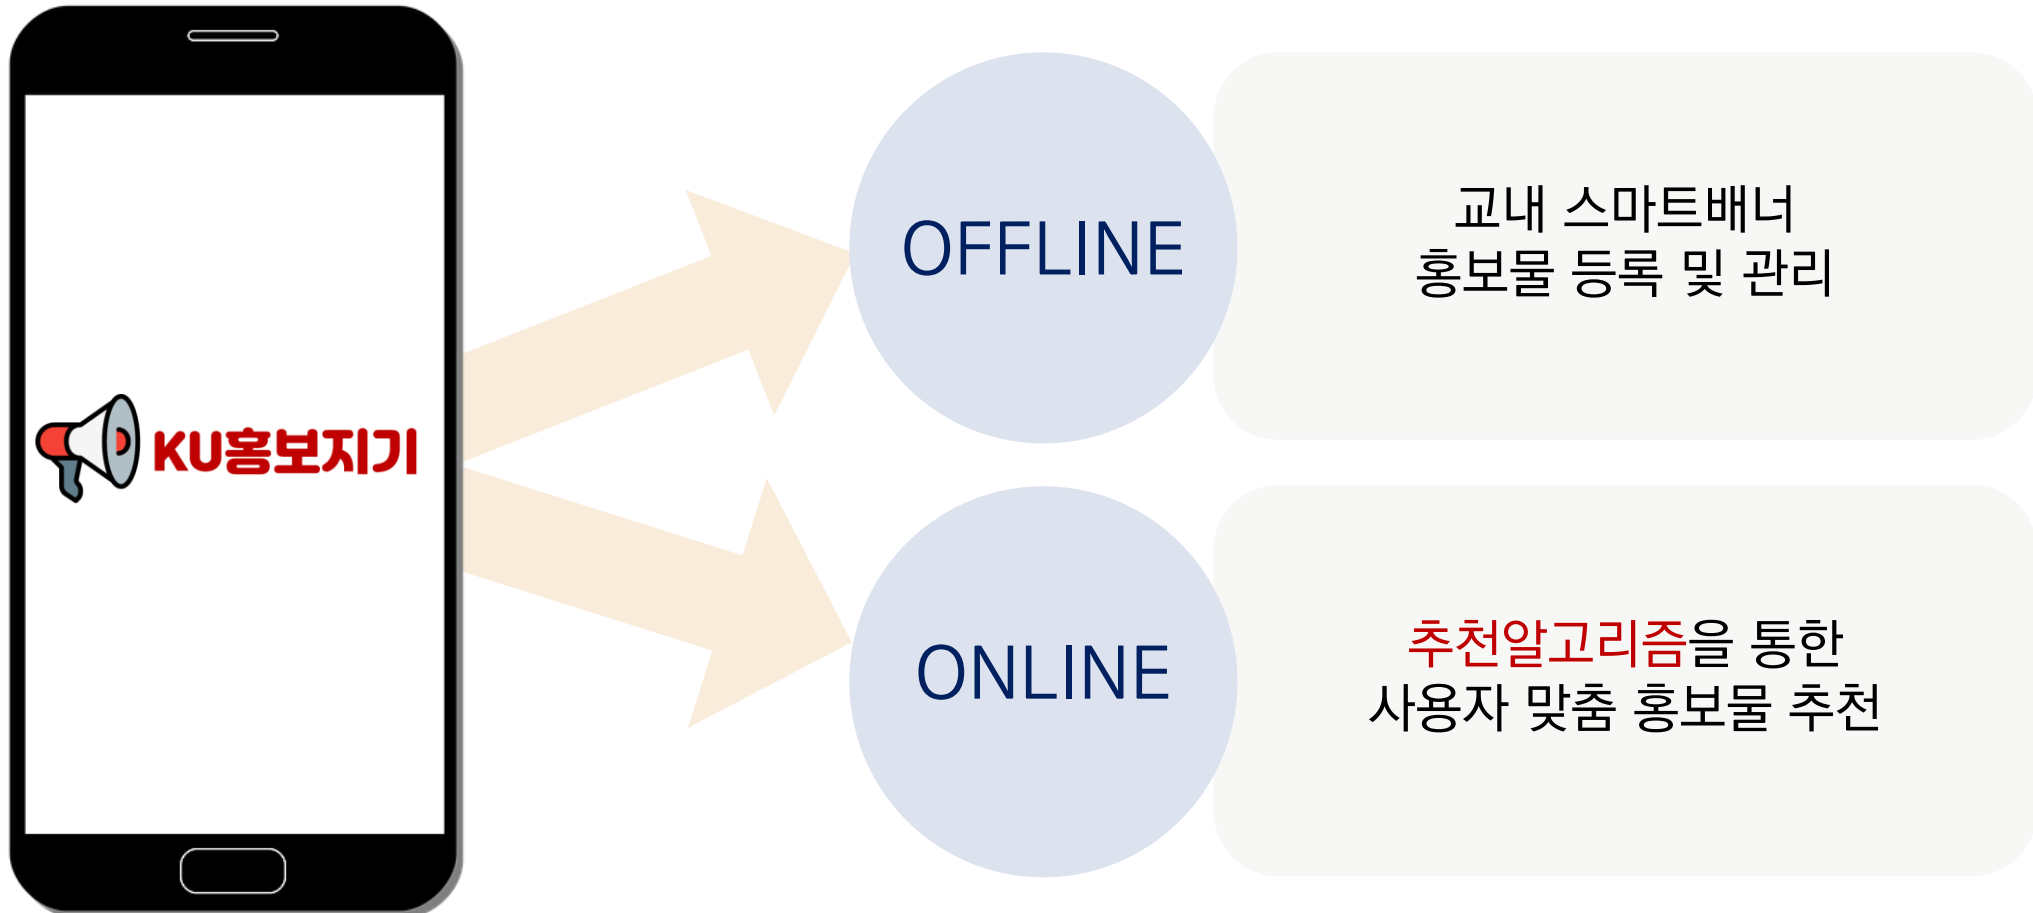 KU홍보지기
OFFLINE
교내 스마트배너
홍보물 등록 및 관리
ONLINE
추천알고리즘을 통한
사용자 맞춤 홍보물 추천